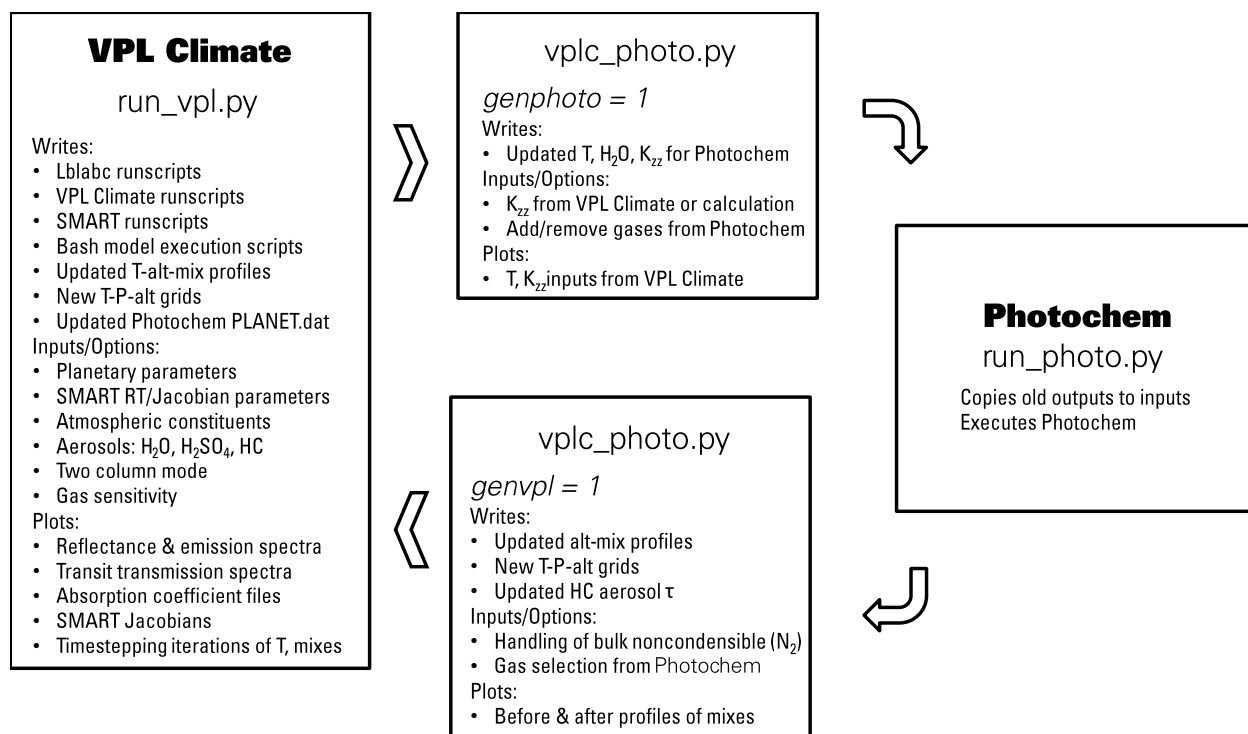 VPL Climate
run_vpl.py
Writes:
• Lblabc runscripts
• VPL Climate runscripts
• SMART runscripts
• Bash model execution scripts
• Updated T-alt-mix profiles
• New T-P-alt grids
• Updated Photochem PLANET.dat
Inputs/Options:
• Planetary parameters
• SMART RT/Jacobian parameters
• Atmospheric constituents
• Aerosols: H₂O, H₂SO₄, HC
• Two column mode
• Gas sensitivity
Plots:
• Reflectance & emission spectra
• Transit transmission spectra
• Absorption coefficient files
• SMART Jacobians
• Timestepping iterations of T, mixes
vplc_photo.py
genphoto = 1
Writes:
• Updated T, H₂O, Kzz for Photochem
Inputs/Options:
• Kzz from VPL Climate or calculation
• Add/remove gases from Photochem
Plots:
• T, Kzz inputs from VPL Climate
Photochem
run_photo.py
Copies old outputs to inputs
Executes Photochem
vplc_photo.py
genvpl = 1
Writes:
• Updated alt-mix profiles
• New T-P-alt grids
• Updated HC aerosol τ
Inputs/Options:
• Handling of bulk noncondensible (N₂)
• Gas selection from Photochem
Plots:
• Before & after profiles of mixes